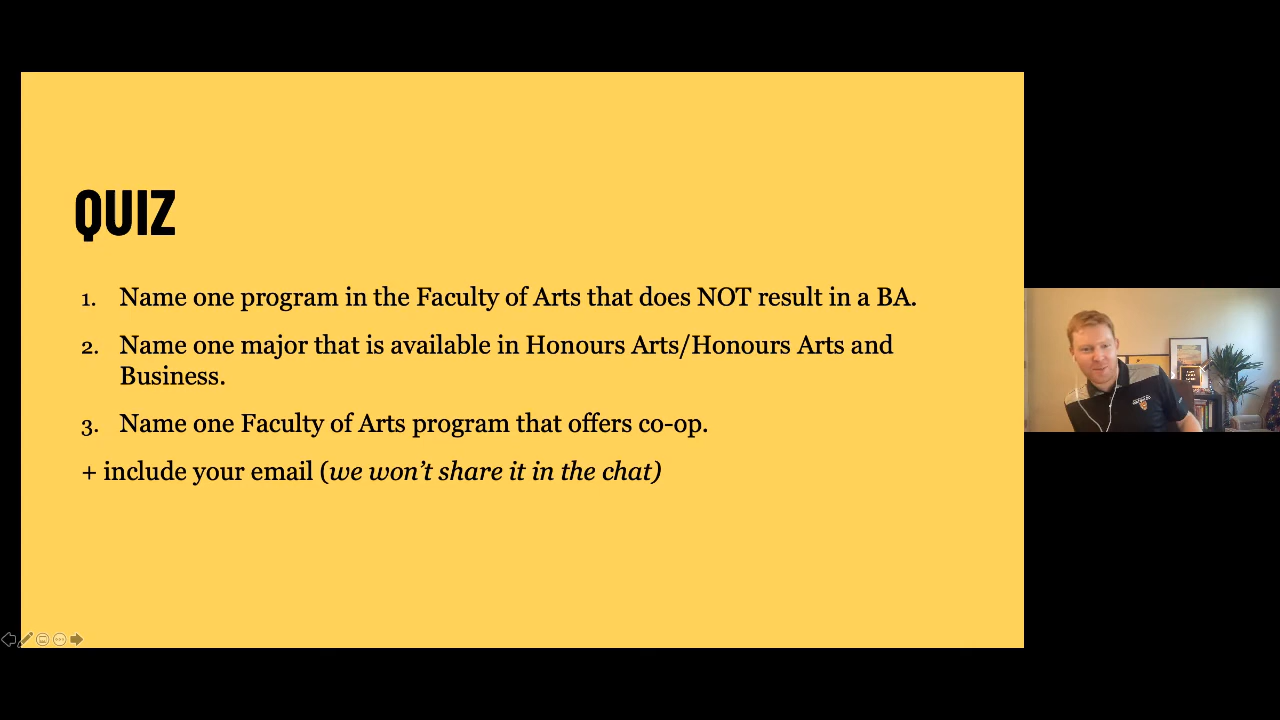 QUIZ
1. Name one program in the Faculty of Arts that does NOT result in a BA.
2. Name one major that is available in Honours Arts/Honours Arts and
Business.
3. Name one Faculty of Arts program that offers co-op.
+ include your email (we won’t share it in the chat)